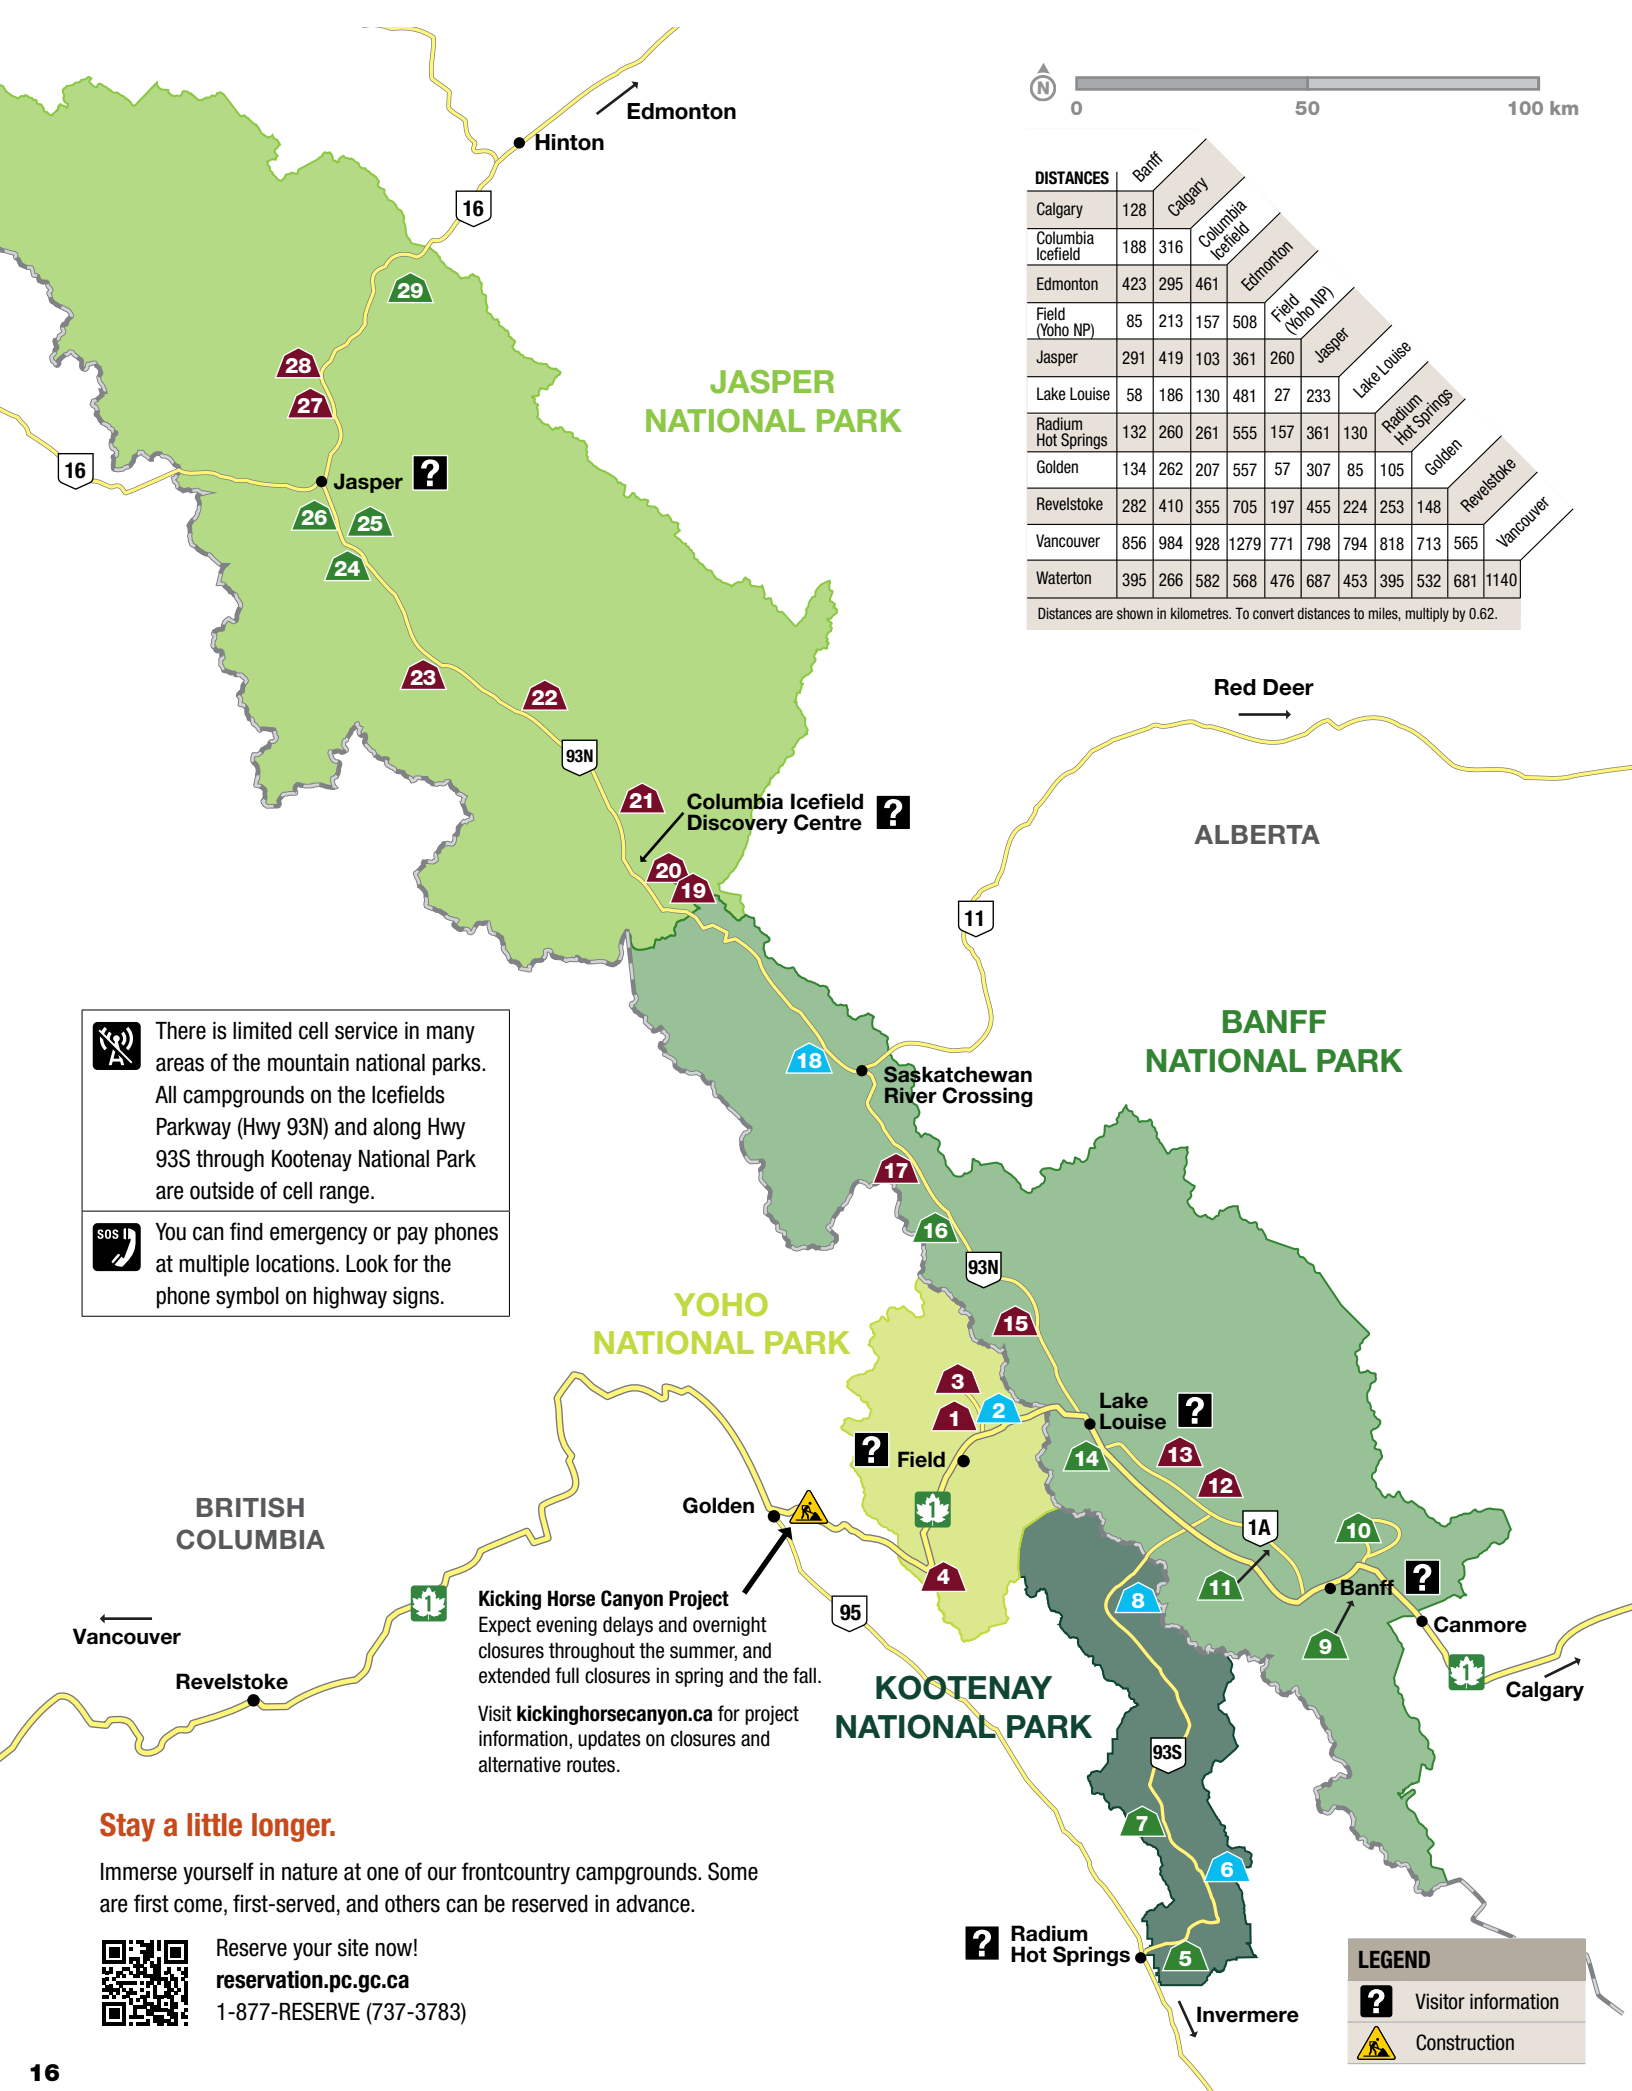 Edmonton
Hinton
16
29
28
27
JASPER
NATIONAL PARK
16
Jasper
?
26
25
24
23
22
93N
21
Columbia Icefield
Discovery Centre
?
20
19
N
0 50 100 km
DISTANCES Banff
Calgary 128 Calgary
Columbia
Icefield 188 316 Columbia
Icefield
Edmonton 423 295 461 Edmonton
Field
(Yoho NP) 85 213 157 508 Field
(Yoho NP)
Jasper 291 419 103 361 260 Jasper
Lake Louise 58 186 130 481 27 233 Lake Louise
Radium
Hot Springs 132 260 261 555 157 361 130 Radium
Hot Springs
Golden 134 262 207 557 57 307 85 105 Golden
Revelstoke 282 410 355 705 197 455 224 253 148 Revelstoke
Vancouver 856 984 928 1279 771 798 794 818 713 565 Vancouver
Waterton 395 266 582 568 476 687 453 395 532 681 1140
Distances are shown in kilometres. To convert distances to miles, multiply by 0.62.
Red Deer
ALBERTA
11
BANFF
NATIONAL PARK
18
Saskatchewan
River Crossing
17
16
93N
15
There is limited cell service in many
areas of the mountain national parks.
All campgrounds on the Icefields
Parkway (Hwy 93N) and along Hwy
93S through Kootenay National Park
are outside of cell range.
SOS
You can find emergency or pay phones
at multiple locations. Look for the
phone symbol on highway signs.
YOHO
NATIONAL PARK
3
1
2
?
Field
1
4
Lake
Louise
?
14
13
12
1A
10
11
Banff
?
9
8
Canmore
1
Calgary
BRITISH
COLUMBIA
Golden
1
Vancouver
Revelstoke
95
Kicking Horse Canyon Project
Expect evening delays and overnight
closures throughout the summer, and
extended full closures in spring and the fall.
Visit kickinghorsecanyon.ca for project
information, updates on closures and
alternative routes.
KOOTENAY
NATIONAL PARK
93S
7
6
?
Radium
Hot Springs
5
Invermere
Stay a little longer.
Immerse yourself in nature at one of our frontcountry campgrounds. Some
are first come, first-served, and others can be reserved in advance.
Reserve your site now!
reservation.pc.gc.ca
1-877-RESERVE (737-3783)
LEGEND
? Visitor information
Construction
16